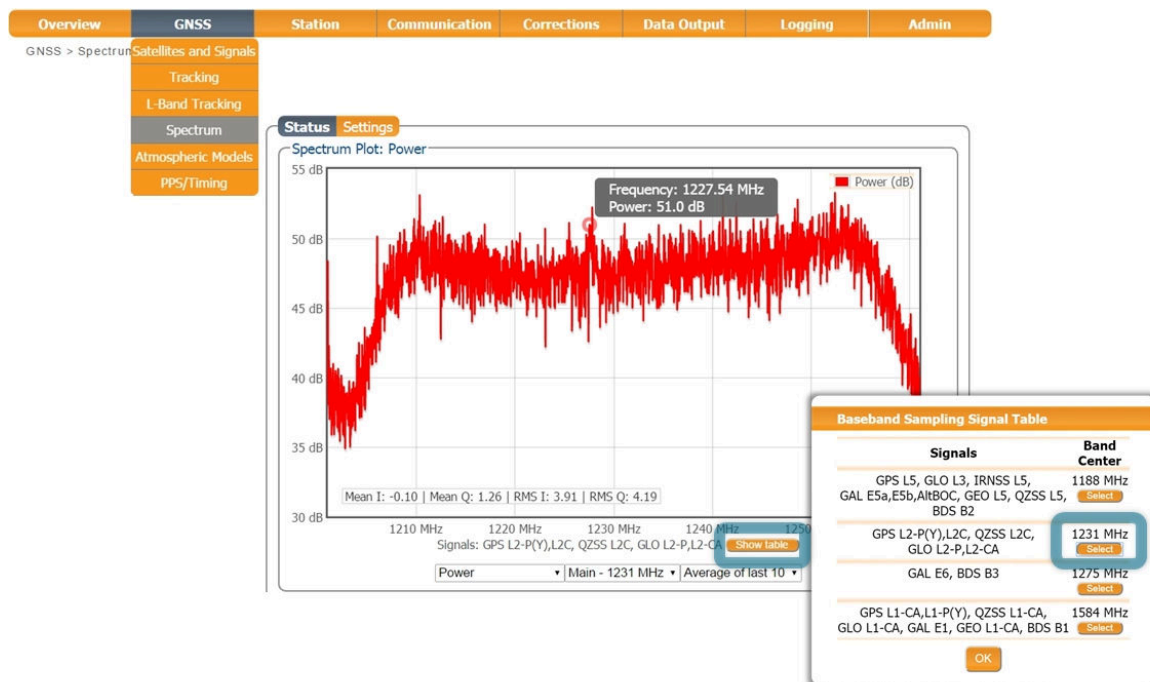 Overview GNSS Station Communication Corrections Data Output Logging Admin
GNSS > Spectrum
Satellites and Signals
Tracking
L-Band Tracking
Spectrum
Atmospheric Models
PPS/Timing
Status Settings
Spectrum Plot: Power
55 dB
50 dB
45 dB
40 dB
35 dB
30 dB
Frequency: 1227.54 MHz
Power: 51.0 dB
Power (dB)
Mean I: -0.10 | Mean Q: 1.26 | RMS I: 3.91 | RMS Q: 4.19
1210 MHz 1220 MHz 1230 MHz 1240 MHz 1250
Signals: GPS L2-P(Y),L2C, QZSS L2C, GLO L2-P,L2-CA Show table
Power Main - 1231 MHz Average of last 10
Baseband Sampling Signal Table
Signals
Band
Center
GPS L5, GLO L3, IRNSS L5,
GAL E5a,E5b,AltBOC, GEO L5, QZSS L5,
BDS B2
1188 MHz
Select
GPS L2-P(Y),L2C, QZSS L2C,
GLO L2-P,L2-CA
1231 MHz
Select
GAL E6, BDS B3
1275 MHz
Select
GPS L1-CA,L1-P(Y), QZSS L1-CA,
GLO L1-CA, GAL E1, GEO L1-CA, BDS B1
1584 MHz
Select
OK